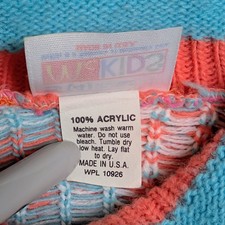 KIDS
100% ACRYLIC
Machine wash warm
water. Do not use
bleach. Tumble dry
low heat. Lay flat
to dry.
MADE IN U.S.A.
WPL 10926